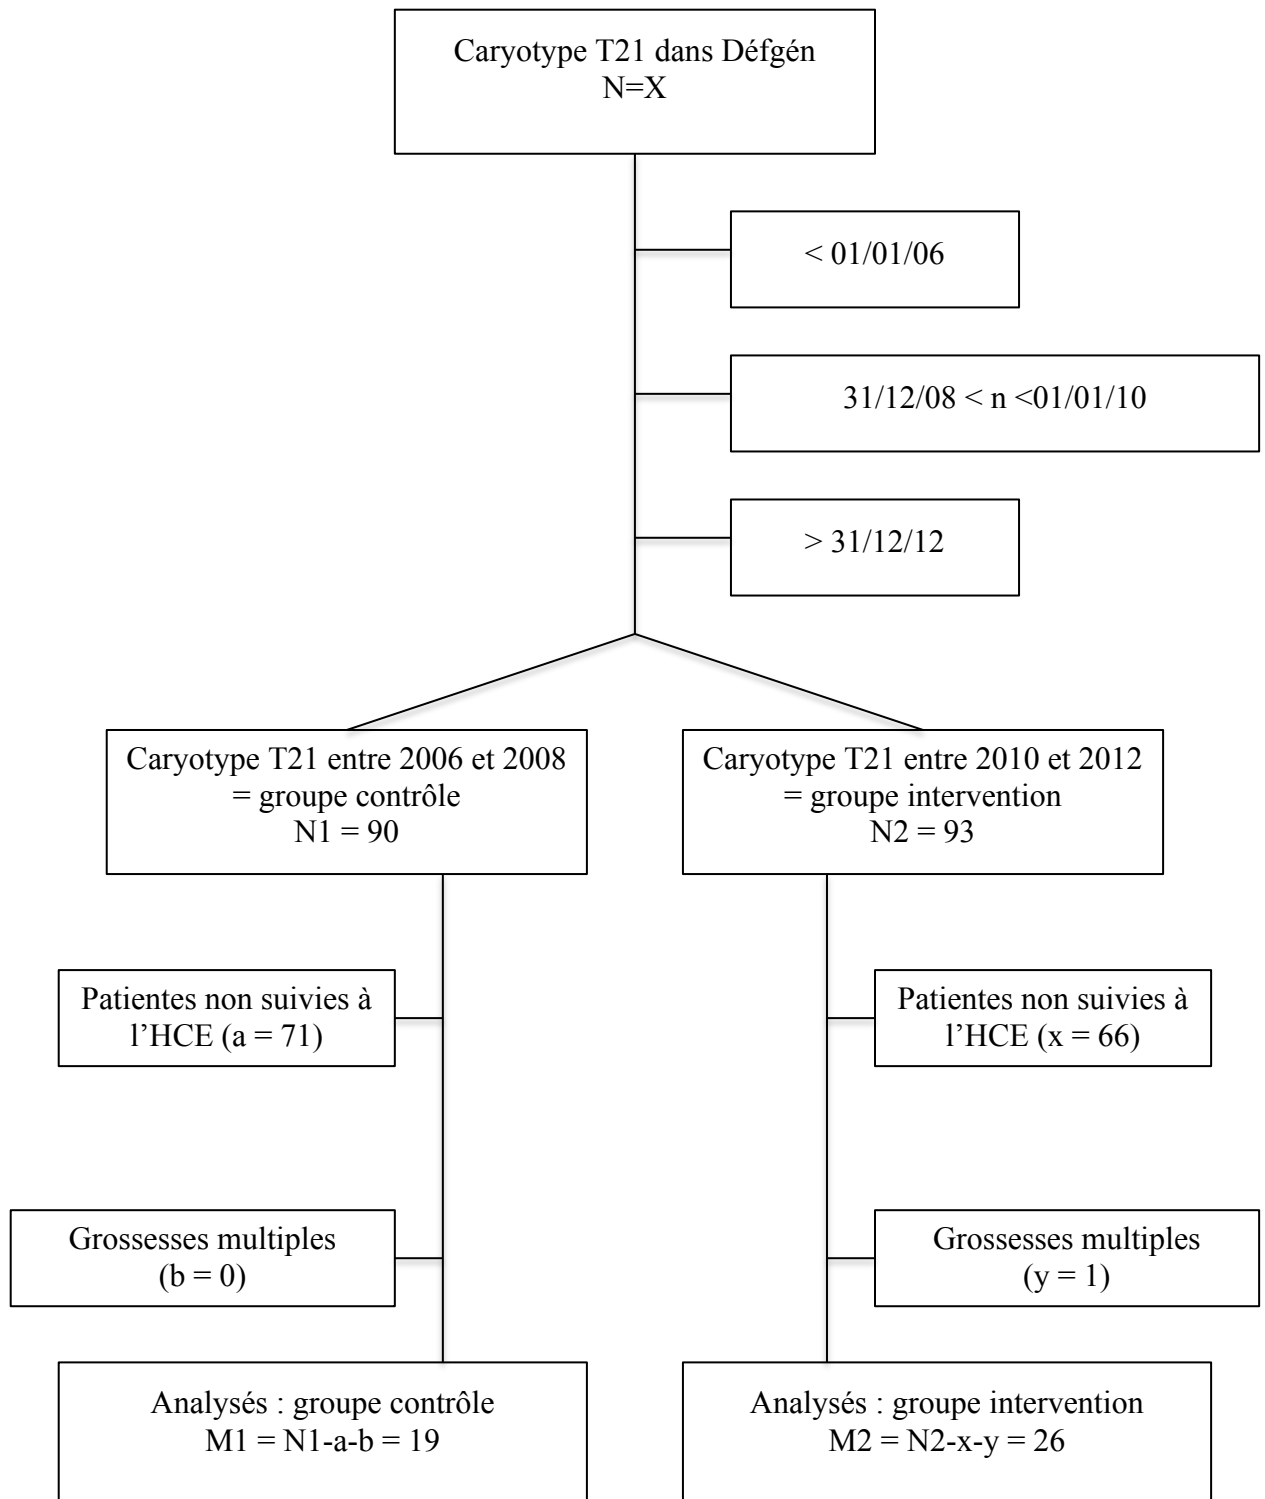 Caryotype T21 dans Défgén
N=X
< 01/01/06
31/12/08 < n <01/01/10
> 31/12/12
Caryotype T21 entre 2006 et 2008
= groupe contrôle
N1 = 90
Caryotype T21 entre 2010 et 2012
= groupe intervention
N2 = 93
Patientes non suivies à
l’HCE (a = 71)
Patientes non suivies à
l’HCE (x = 66)
Grossesses multiples
(b = 0)
Grossesses multiples
(y = 1)
Analysés : groupe contrôle
M1 = N1-a-b = 19
Analysés : groupe intervention
M2 = N2-x-y = 26